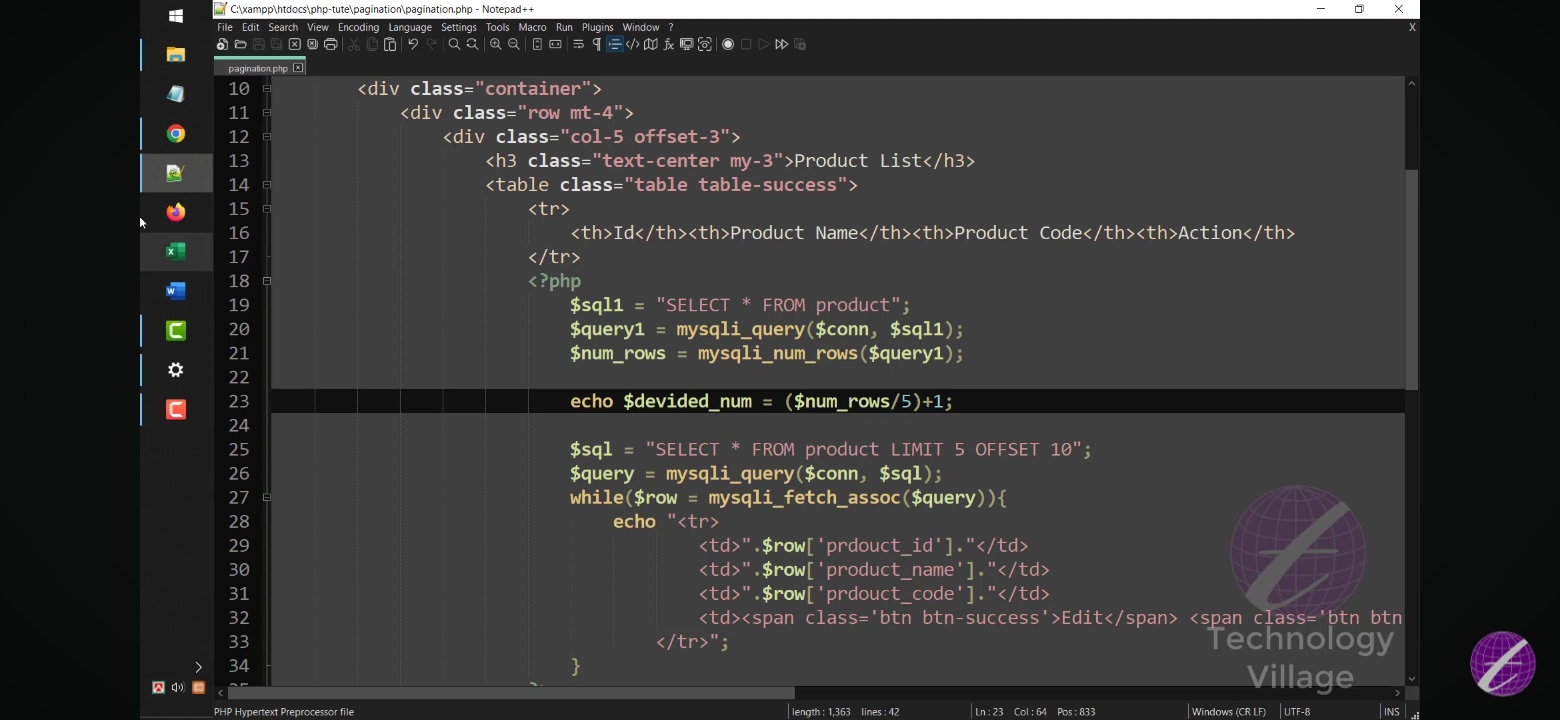 C:\xampp\htdocs\php-tute\pagination\pagination.php - Notepad++
File Edit Search View Encoding Language Settings Tools Macro Run Plugins Window ? X
pagination.php
10 <div class="container">
11 <div class="row mt-4">
12 <div class="col-5 offset-3">
13 <h3 class="text-center my-3">Product List</h3>
14 <table class="table table-success">
15 <tr>
16 <th>Id</th><th>Product Name</th><th>Product Code</th><th>Action</th>
17 </tr>
18 <?php
19 $sql1 = "SELECT * FROM product";
20 $query1 = mysqli_query($conn, $sql1);
21 $num_rows = mysqli_num_rows($query1);
22
23 echo $devided_num = ($num_rows/5)+1;
24
25 $sql = "SELECT * FROM product LIMIT 5 OFFSET 10";
26 $query = mysqli_query($conn, $sql);
27 while($row = mysqli_fetch_assoc($query)){
28 echo "<tr>
29 <td>".$row['prdouct_id']."</td>
30 <td>".$row['product_name']."</td>
31 <td>".$row['prdouct_code']."</td>
32 <td><span class='btn btn-success'>Edit</span> <span class='btn btn
33 </tr>";
34 }
Technology
Village
PHP Hypertext Preprocessor file length : 1,363 lines : 42 Ln : 23 Col : 64 Pos : 833 Windows (CR LF) UTF-8 INS